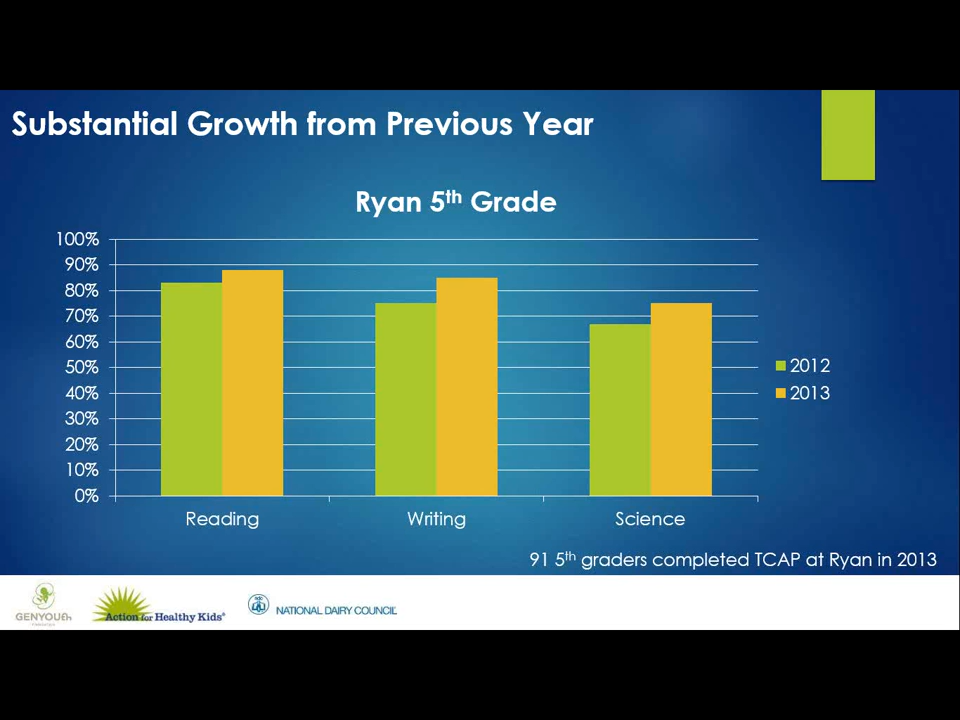 Substantial Growth from Previous Year
Ryan 5th Grade
100%
90%
80%
70%
60%
50%
40%
30%
20%
10%
0%
Reading Writing Science
2012
2013
91 5th graders completed TCAP at Ryan in 2013
GENYOUth
Action for Healthy Kids®
NATIONAL DAIRY COUNCIL